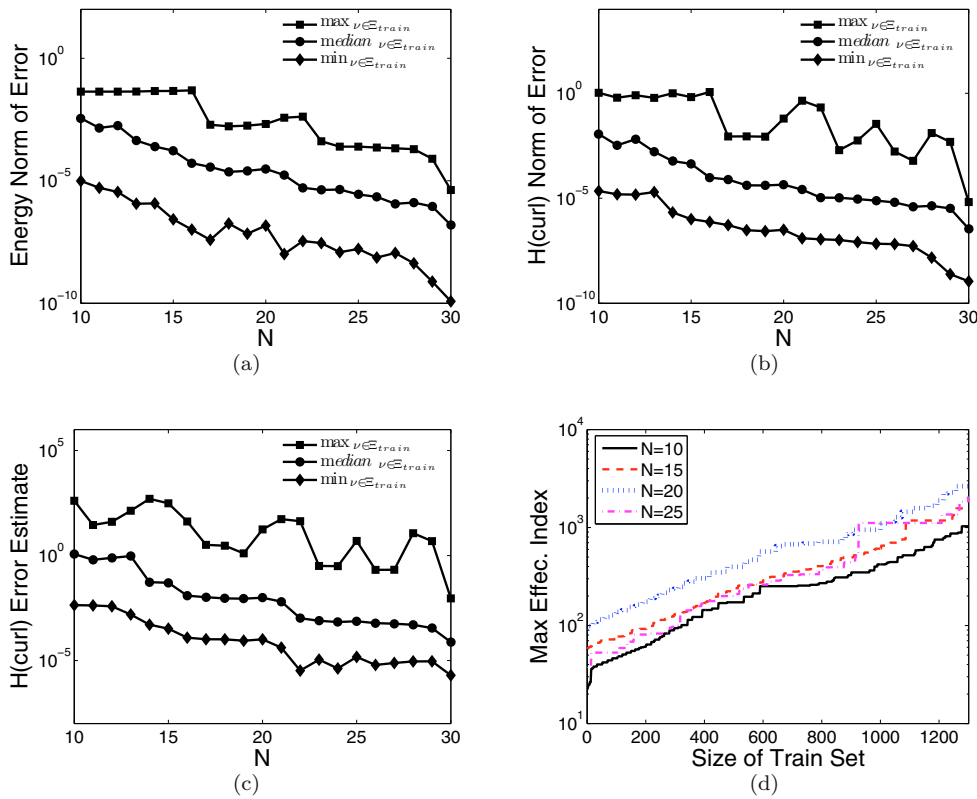 max ν∈Ξtrain
median ν∈Ξtrain
min ν∈Ξtrain
Energy Norm of Error
10^0
10^−5
10^−10
10 15 20 25 30
N
(a)
max ν∈Ξtrain
median ν∈Ξtrain
min ν∈Ξtrain
H(curl) Norm of Error
10^0
10^−5
10^−10
10 15 20 25 30
N
(b)
max ν∈Ξtrain
median ν∈Ξtrain
min ν∈Ξtrain
H(curl) Error Estimate
10^5
10^0
10^−5
10 15 20 25 30
N
(c)
N=10
N=15
N=20
N=25
Max Effec. Index
10^4
10^3
10^2
10^1
0 200 400 600 800 1000 1200
Size of Train Set
(d)